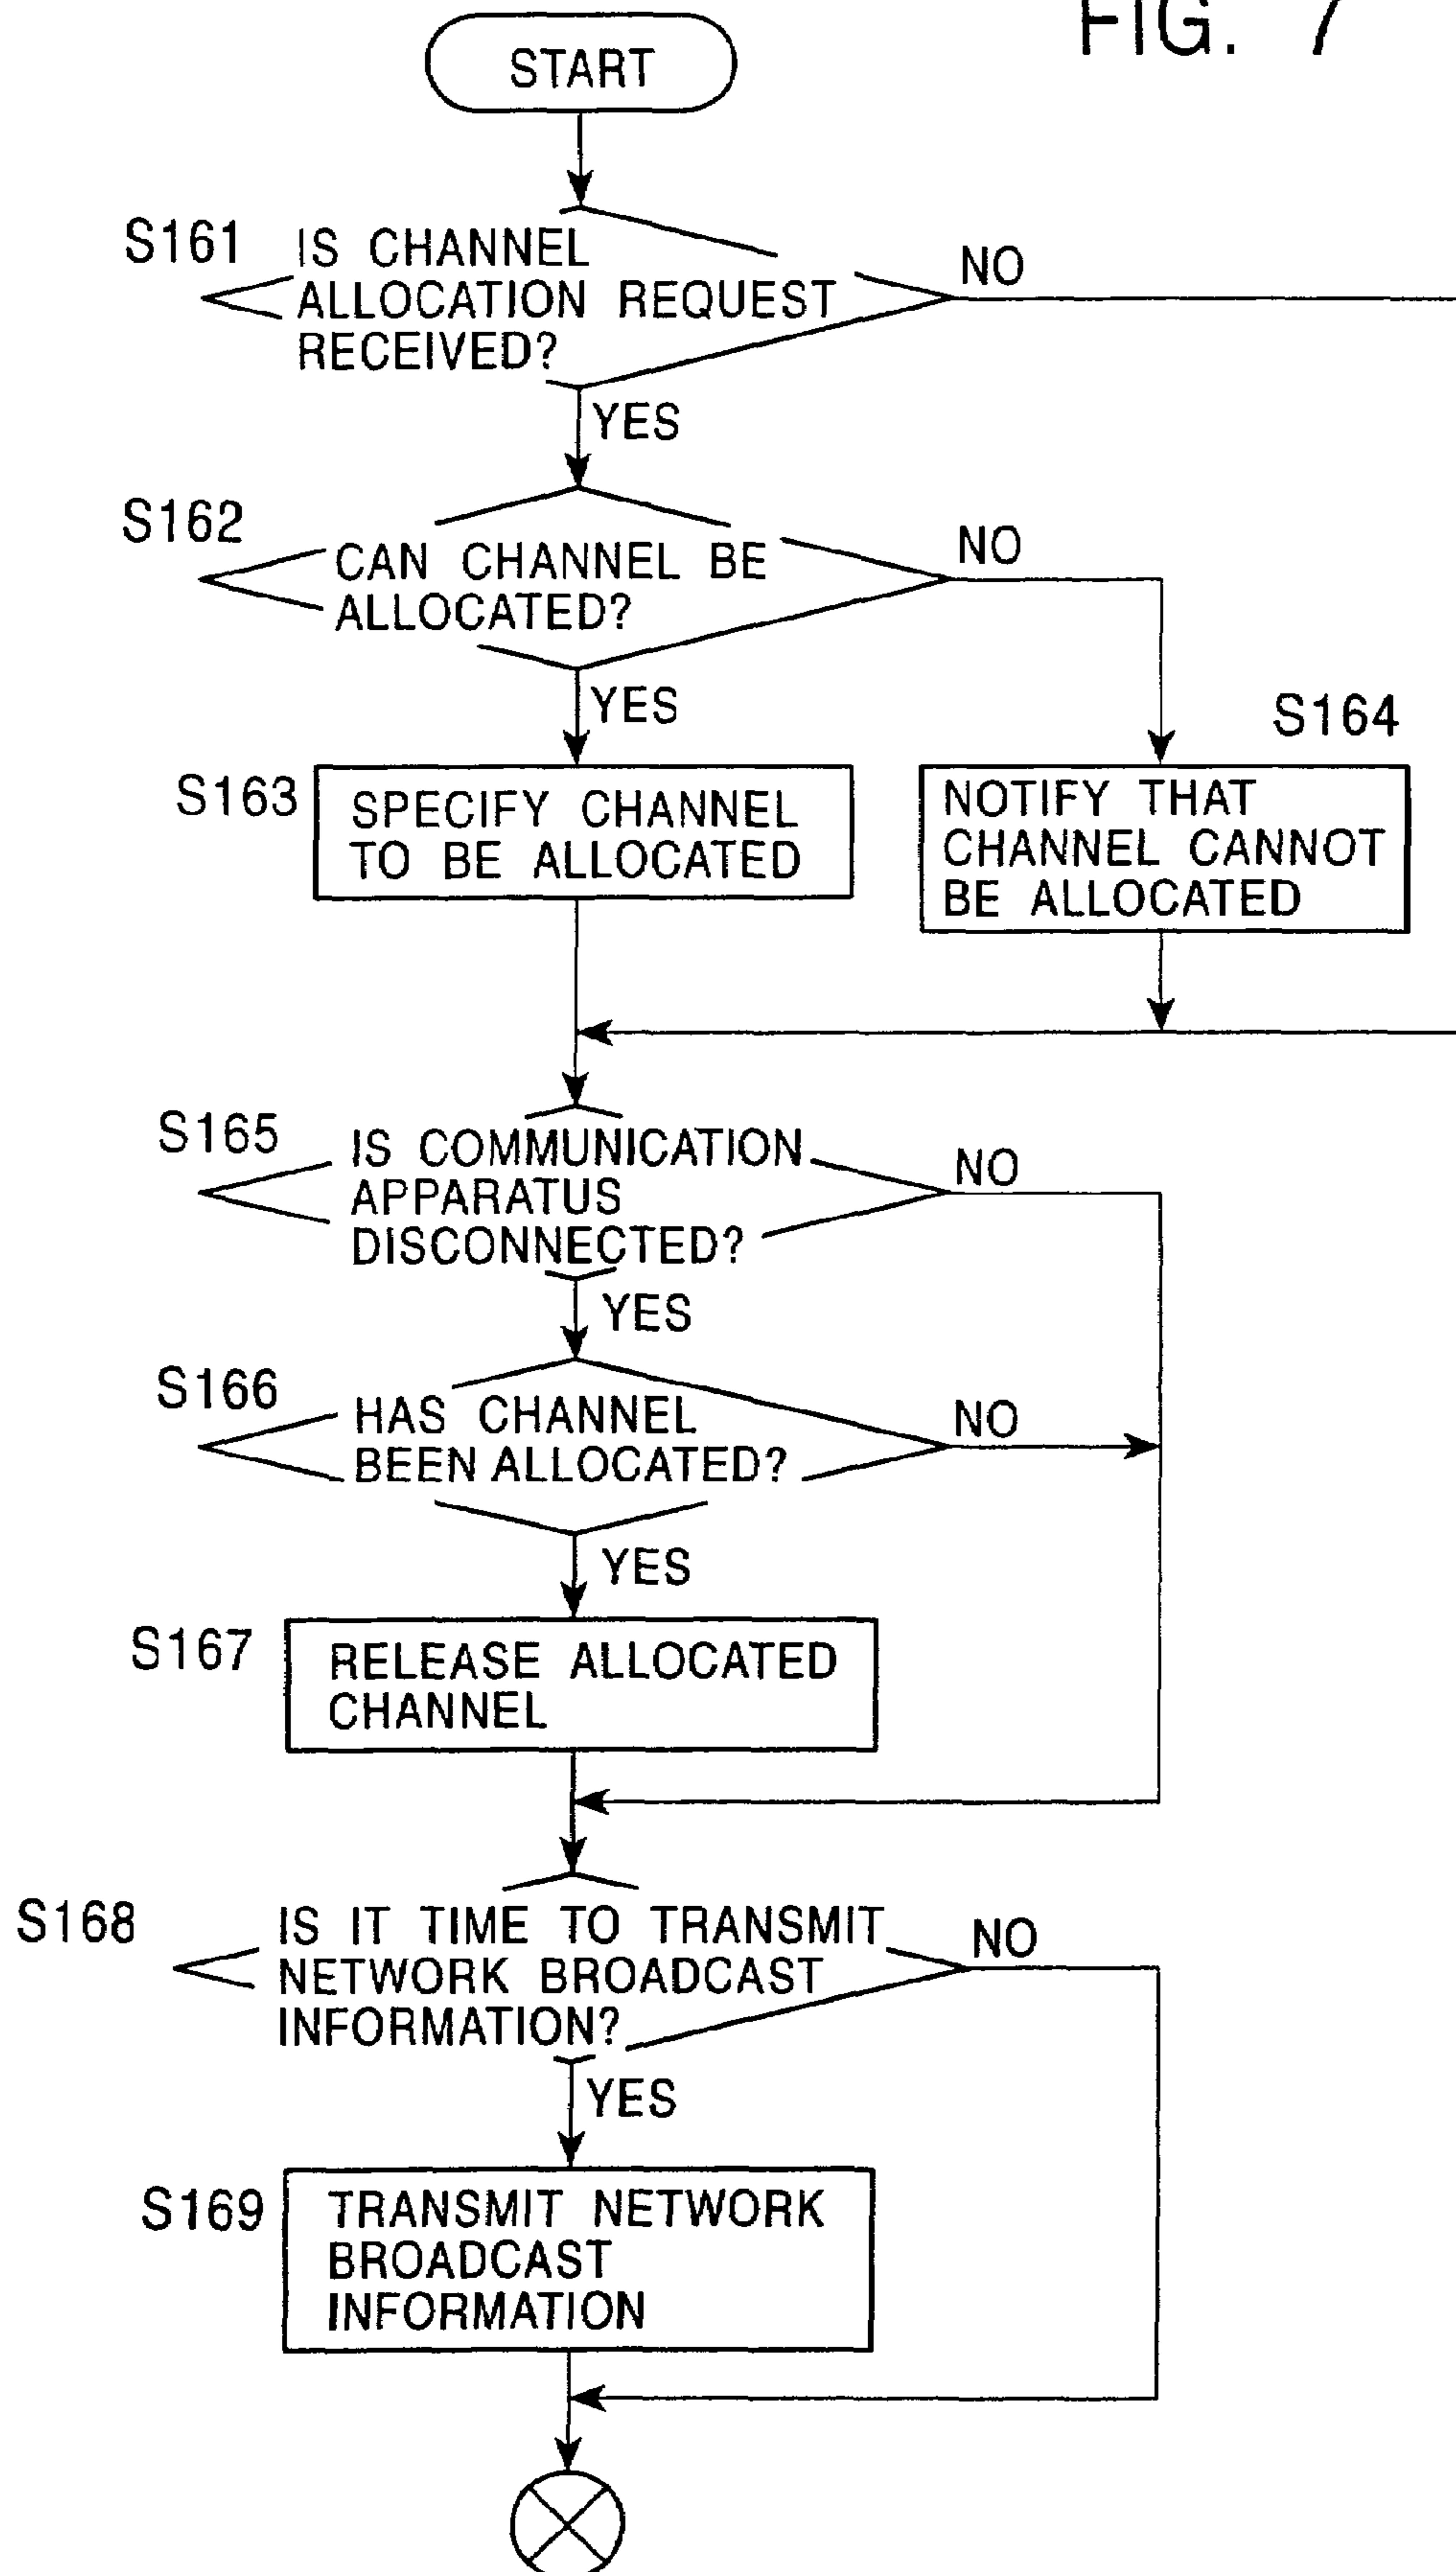 FIG. 7
START
S161
IS CHANNEL
ALLOCATION REQUEST
RECEIVED?
NO
YES
S162
CAN CHANNEL BE
ALLOCATED?
NO
YES
S163
SPECIFY CHANNEL
TO BE ALLOCATED
S164
NOTIFY THAT
CHANNEL CANNOT
BE ALLOCATED
S165
IS COMMUNICATION
APPARATUS
DISCONNECTED?
NO
YES
S166
HAS CHANNEL
BEEN ALLOCATED?
NO
YES
S167
RELEASE ALLOCATED
CHANNEL
S168
IS IT TIME TO TRANSMIT
NETWORK BROADCAST
INFORMATION?
NO
YES
S169
TRANSMIT NETWORK
BROADCAST
INFORMATION